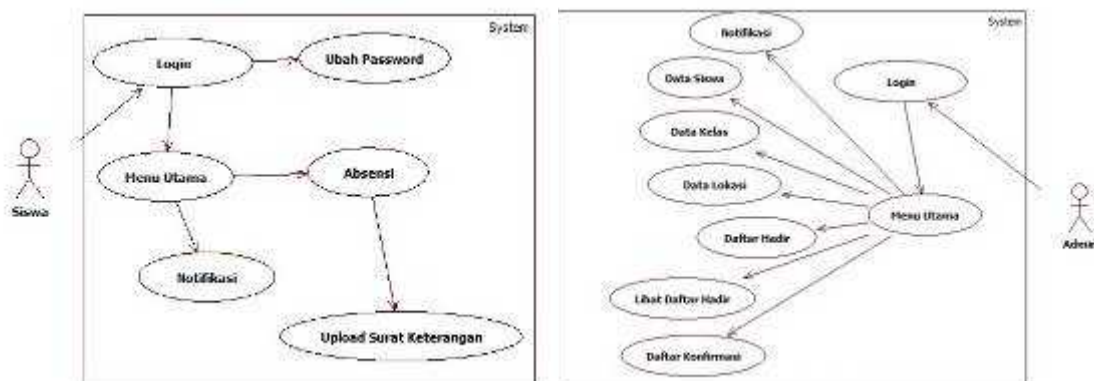 System
Login
Ubah Password
Menu Utama
Absensi
Siswa
Notifikasi
Upload Surat Keterangan
System
Notifikasi
Data Siswa
Login
Data Kelas
Data Lokasi
Menu Utama
Daftar Hadir
Admin
Lihat Daftar Hadir
Daftar Konfirmasi